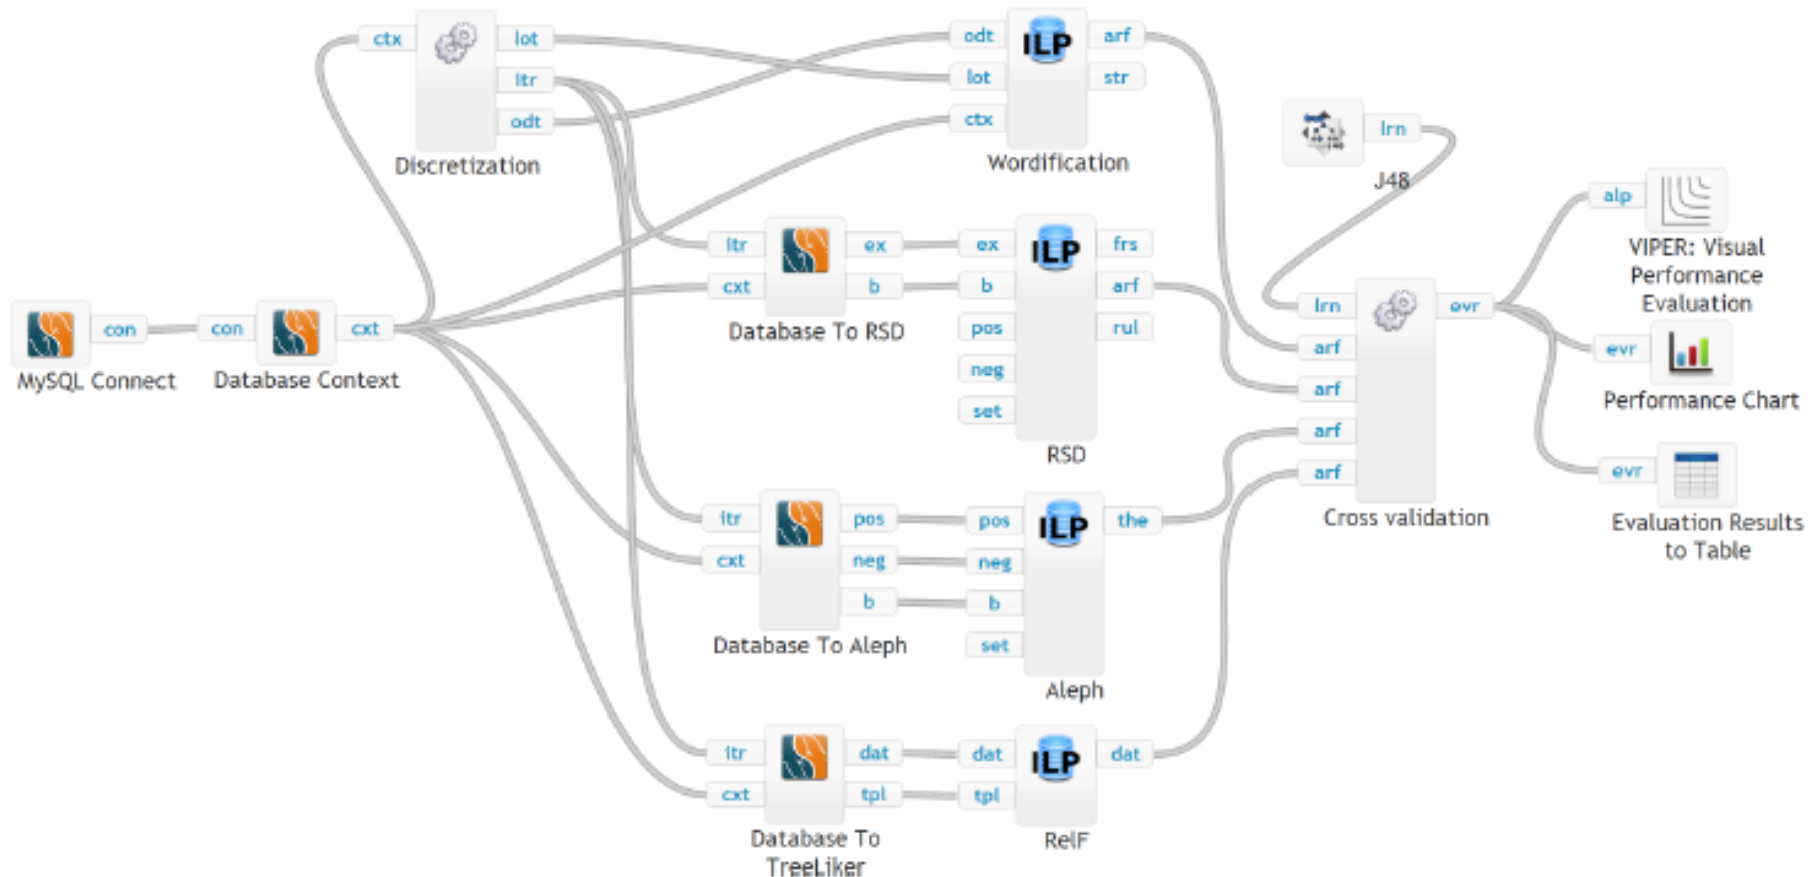 ctx
lot
ltr
odt
Discretization
odt
lot
ctx
ILP
arf
str
Wordification
lrn
J48
alp
VIPER: Visual
Performance
Evaluation
ltr
cxt
ex
b
Database To RSD
ex
b
pos
neg
set
ILP
frs
arf
rul
RSD
con
MySQL Connect
con
cxt
Database Context
lrn
arf
arf
arf
arf
evr
Cross validation
evr
Performance Chart
evr
Evaluation Results
to Table
itr
cxt
pos
neg
b
Database To Aleph
pos
neg
b
set
ILP
the
Aleph
itr
cxt
dat
tpl
Database To
TreeLiker
dat
tpl
ILP
dat
RelF